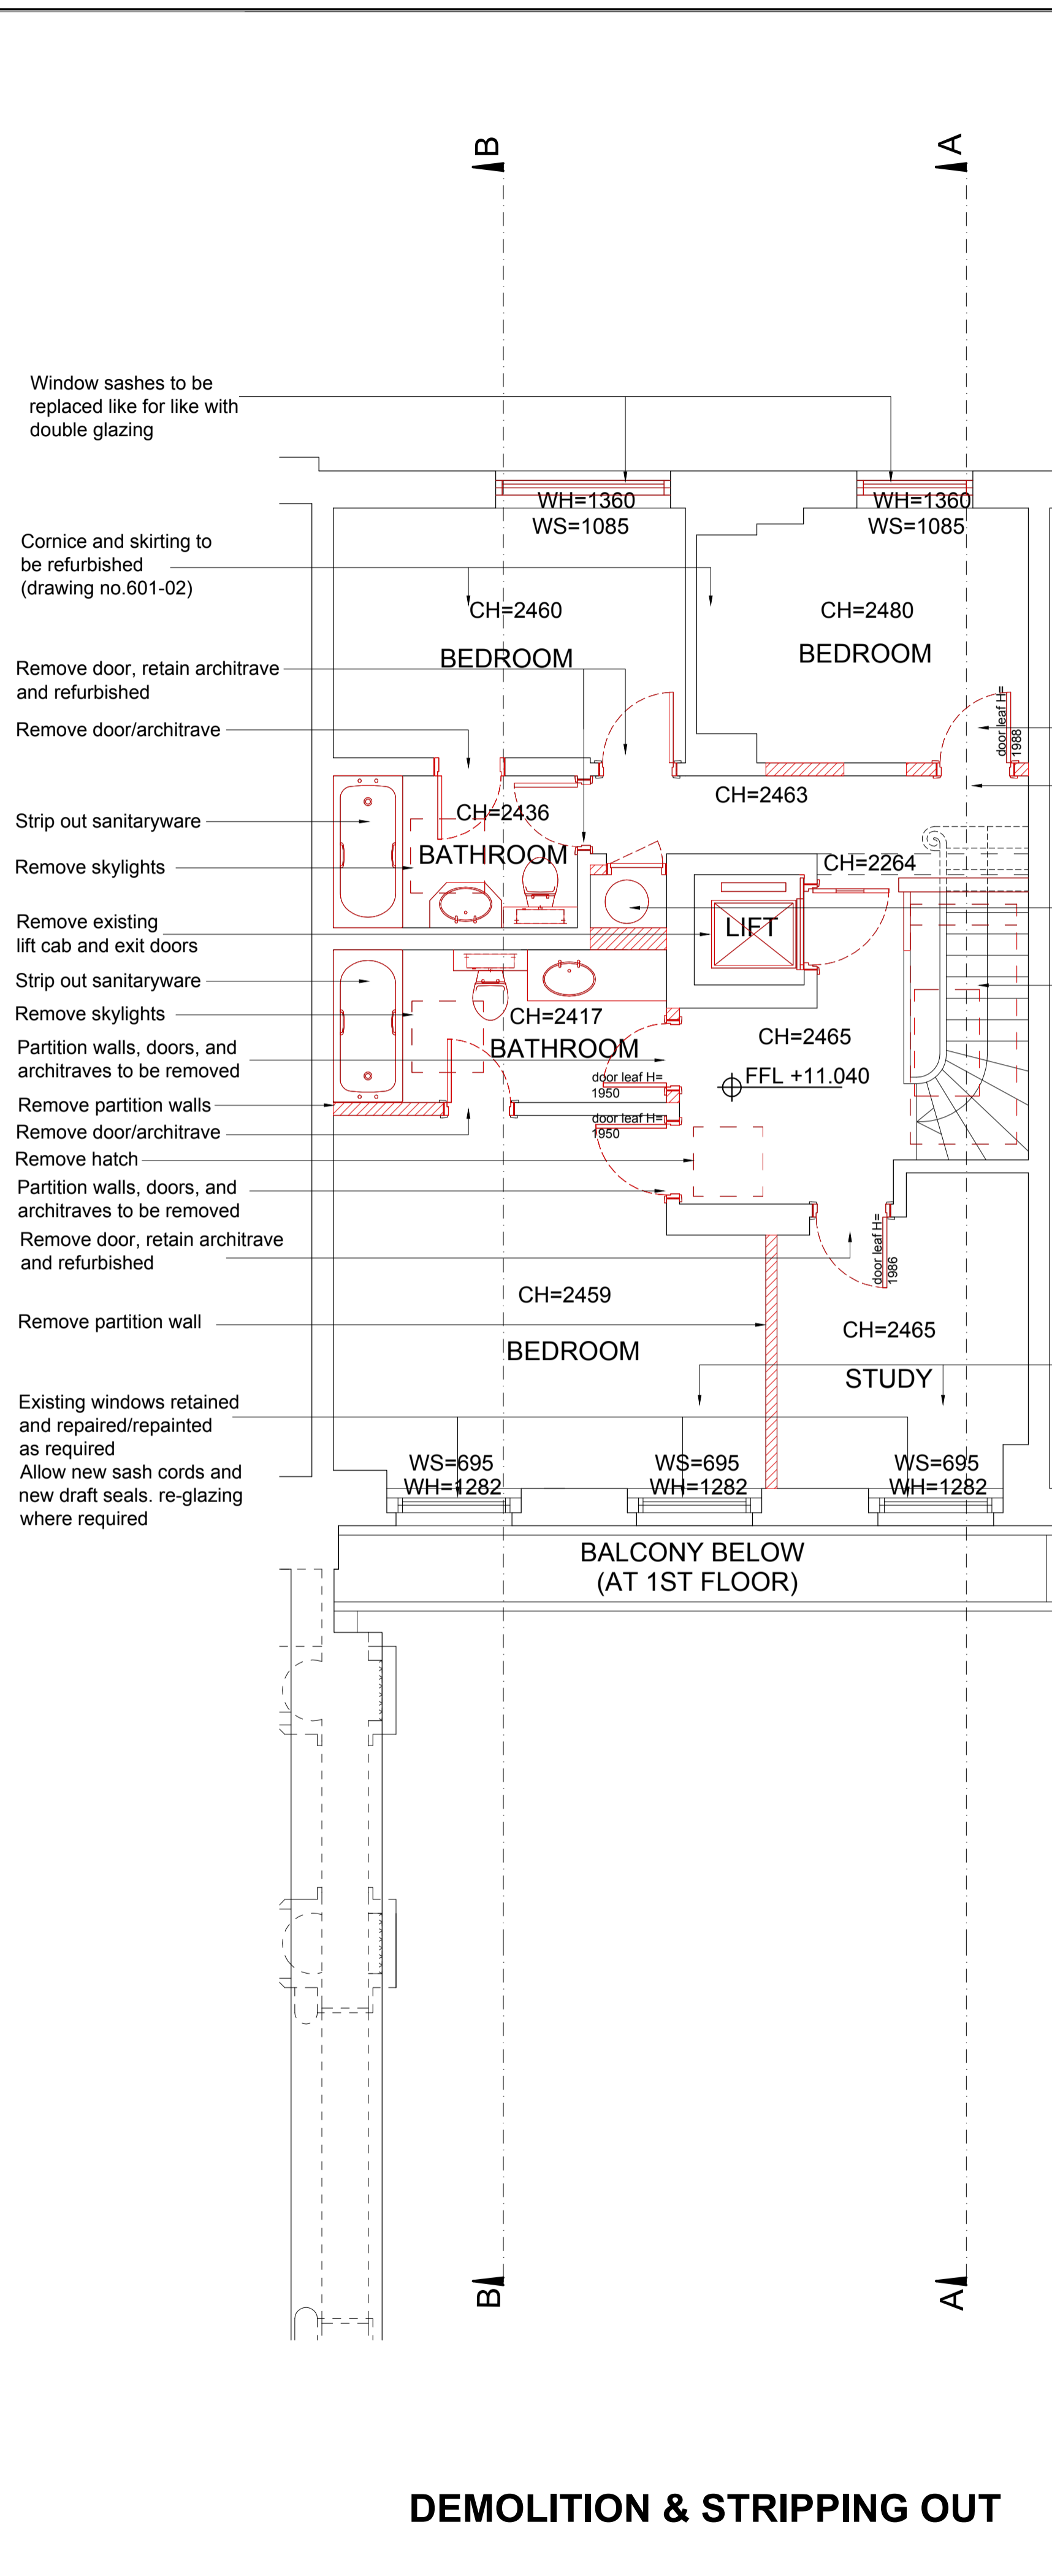 B
A
Window sashes to be
replaced like for like with
double glazing
WH=1360
WS=1085
WH=1360
WS=1085
Cornice and skirting to
be refurbished
(drawing no.601-02)
CH=2460
BEDROOM
CH=2480
BEDROOM
Remove door, retain architrave
and refurbished
door leaf H=
1988
Remove door/architrave
CH=2463
Strip out sanitaryware
CH=2436
BATHROOM
Remove skylights
CH=2264
Remove existing
lift cab and exit doors
LIFT
Strip out sanitaryware
Remove skylights
CH=2417
BATHROOM
CH=2465
FFL +11.040
Partition walls, doors, and
architraves to be removed
door leaf H=
1950
Remove partition walls
door leaf H=
1950
Remove door/architrave
Remove hatch
Partition walls, doors, and
architraves to be removed
Remove door, retain architrave
and refurbished
door leaf H=
1986
CH=2459
BEDROOM
Remove partition wall
CH=2465
STUDY
Existing windows retained
and repaired/repainted
as required
Allow new sash cords and
new draft seals. re-glazing
where required
WS=695
WH=1282
WS=695
WH=1282
WS=695
WH=1282
BALCONY BELOW
(AT 1ST FLOOR)
B
A
DEMOLITION & STRIPPING OUT